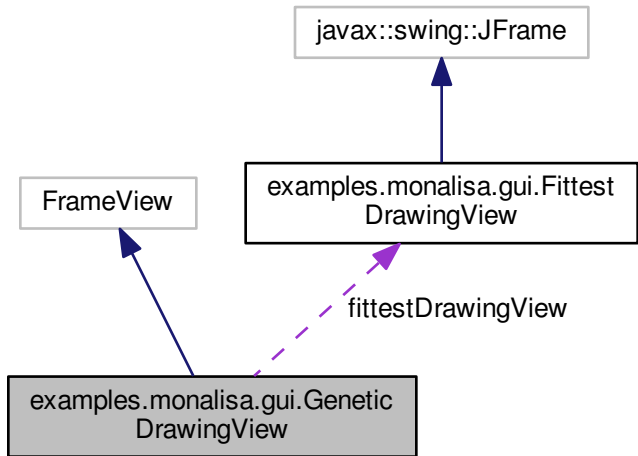 javax::swing::JFrame
FrameView
examples.monalisa.gui.Fittest
DrawingView
fittestDrawingView
examples.monalisa.gui.Genetic
DrawingView